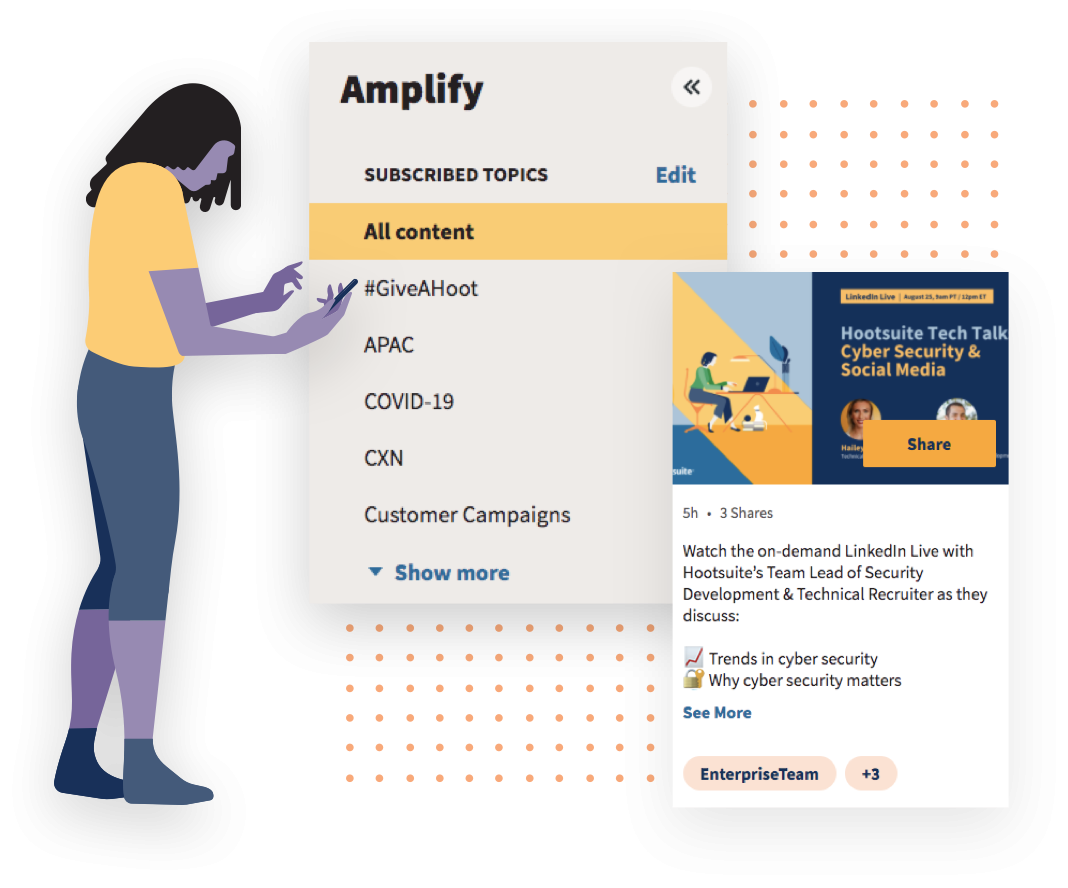 Amplify
SUBSCRIBED TOPICS
Edit
All content
#GiveAHoot
APAC
COVID-19
CXN
Customer Campaigns
Show more
LinkedIn Live | August 25, 9am PT / 12pm ET
Hootsuite Tech Talk
Cyber Security &
Social Media
Hailey
Share
suite
5h • 3 Shares
Watch the on-demand LinkedIn Live with
Hootsuite's Team Lead of Security
Development & Technical Recruiter as they
discuss:
Trends in cyber security
Why cyber security matters
See More
EnterpriseTeam
+3